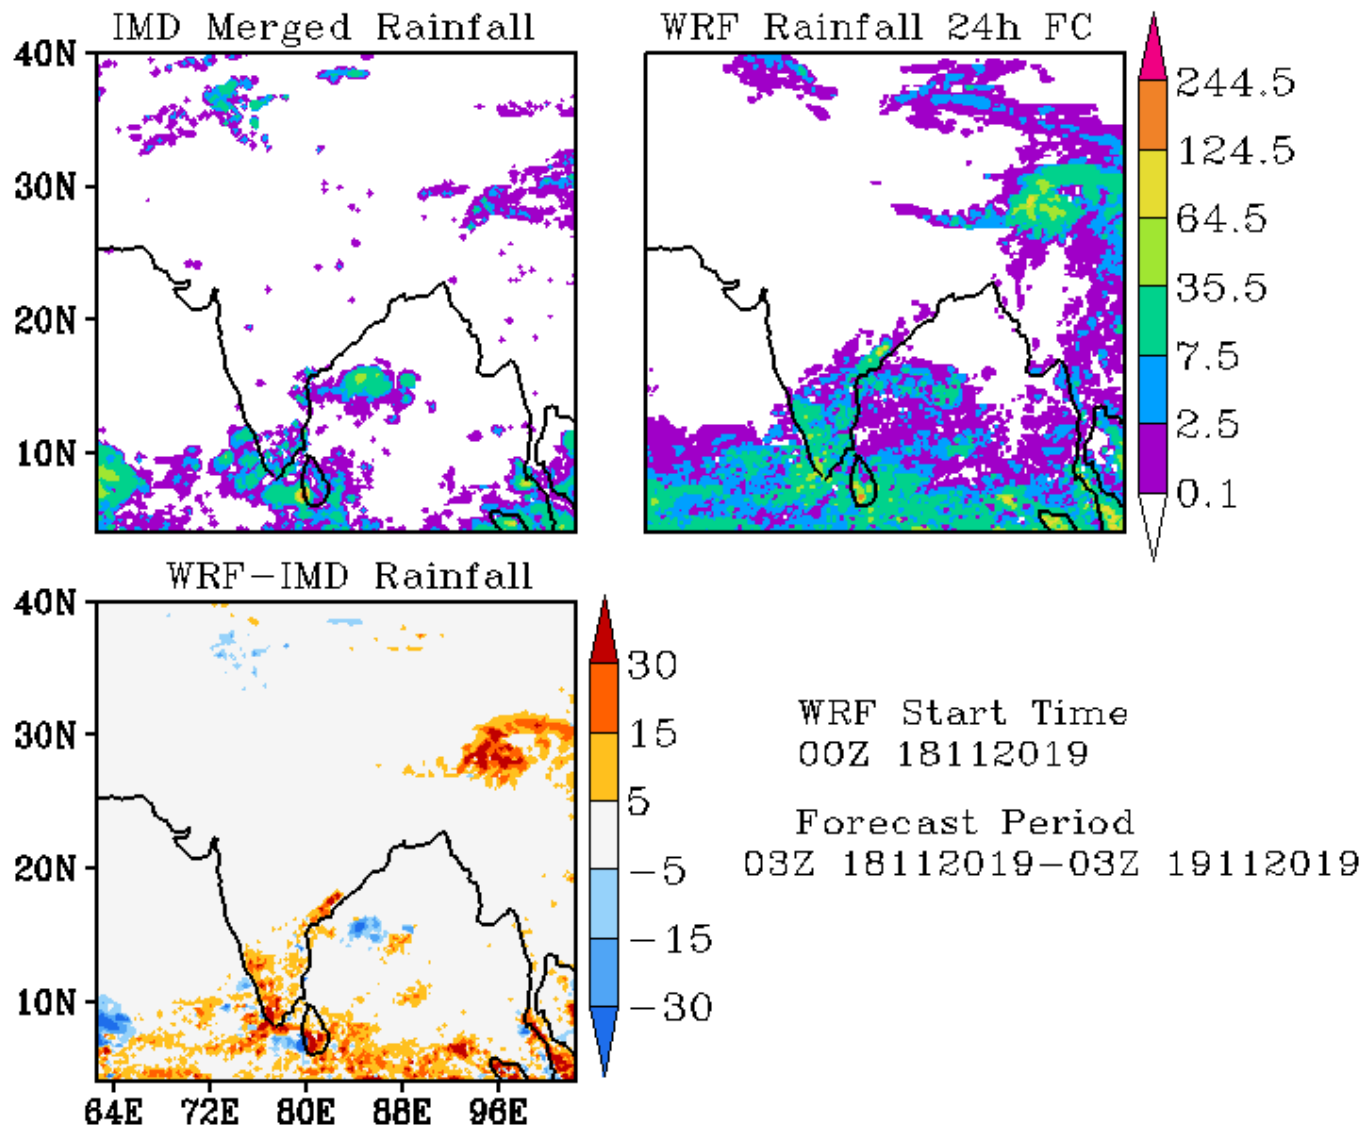 IMD Merged Rainfall
WRF Rainfall 24h FC
40N
30N
20N
10N
244.5
124.5
64.5
35.5
7.5
2.5
0.1
WRF-IMD Rainfall
40N
30N
20N
10N
64E 72E 80E 88E 96E
30
15
5
-5
-15
-30
WRF Start Time
00Z 18112019
Forecast Period
03Z 18112019-03Z 19112019